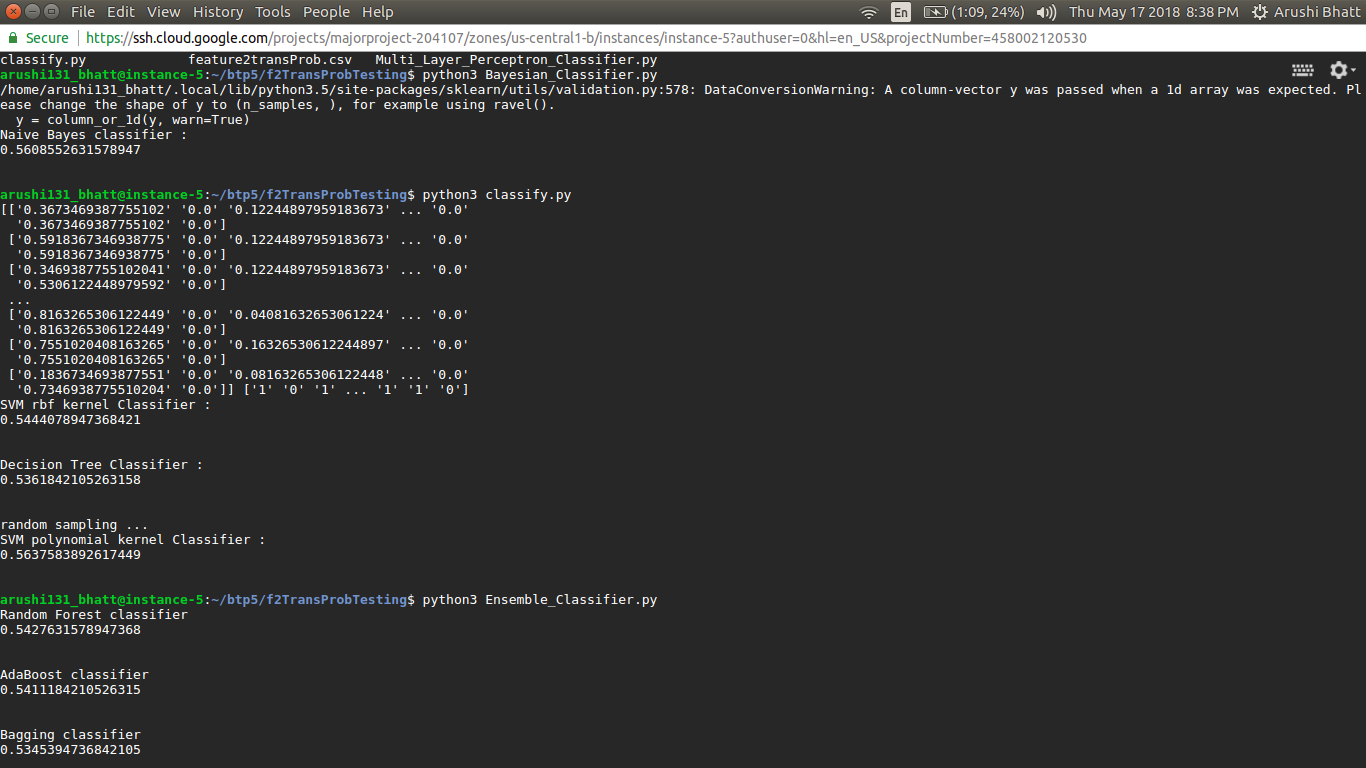 File Edit View History Tools People Help
En (1:09, 24%) Thu May 17 2018 8:38 PM Arushi Bhatt
Secure https://ssh.cloud.google.com/projects/majorproject-204107/zones/us-central1-b/instances/instance-5?authuser=0&hl=en_US&projectNumber=458002120530
classify.py feature2transProb.csv Multi_Layer_Perceptron_Classifier.py
arushi131_bhatt@instance-5:~/btp5/f2TransProbTesting$ python3 Bayesian_Classifier.py
/home/arushi131_bhatt/.local/lib/python3.5/site-packages/sklearn/utils/validation.py:578: DataConversionWarning: A column-vector y was passed when a 1d array was expected. Pl
ease change the shape of y to (n_samples, ), for example using ravel().
y = column_or_1d(y, warn=True)
Naive Bayes classifier :
0.5608552631578947
arushi131_bhatt@instance-5:~/btp5/f2TransProbTesting$ python3 classify.py
[['0.3673469387755102' '0.0' '0.12244897959183673' ... '0.0'
'0.3673469387755102' '0.0']
['0.5918367346938775' '0.0' '0.12244897959183673' ... '0.0'
'0.5918367346938775' '0.0']
['0.3469387755102041' '0.0' '0.12244897959183673' ... '0.0'
'0.5306122448979592' '0.0']
...
['0.8163265306122449' '0.0' '0.04081632653061224' ... '0.0'
'0.8163265306122449' '0.0']
['0.7551020408163265' '0.0' '0.16326530612244897' ... '0.0'
'0.7551020408163265' '0.0']
['0.1836734693877551' '0.0' '0.08163265306122448' ... '0.0'
'0.7346938775510204' '0.0']] ['1' '0' '1' ... '1' '1' '0']
SVM rbf kernel Classifier :
0.5444078947368421
Decision Tree Classifier :
0.5361842105263158
random sampling ...
SVM polynomial kernel Classifier :
0.5637583892617449
arushi131_bhatt@instance-5:~/btp5/f2TransProbTesting$ python3 Ensemble_Classifier.py
Random Forest classifier
0.5427631578947368
AdaBoost classifier
0.5411184210526315
Bagging classifier
0.5345394736842105